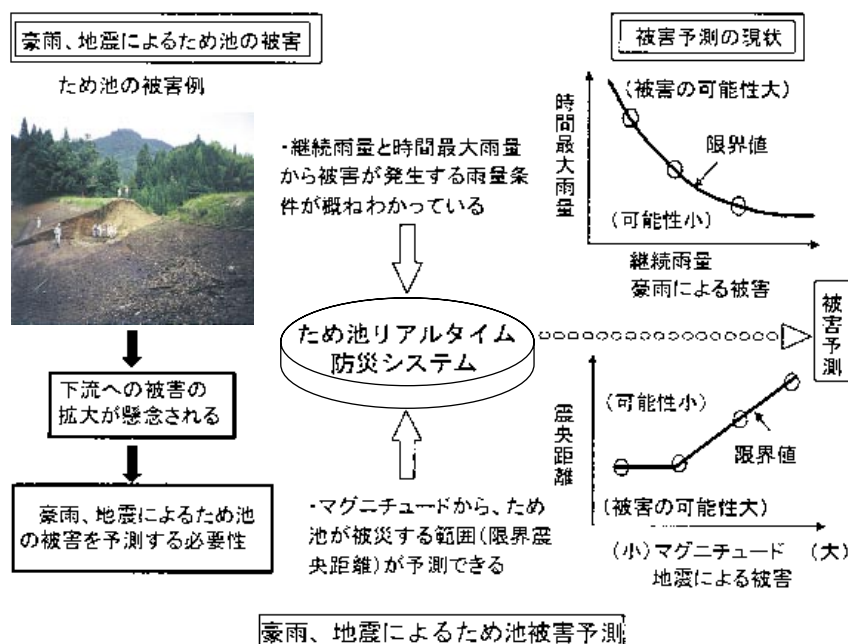 豪雨、地震によるため池の被害
ため池の被害例
下流への被害の
拡大が懸念される
豪雨、地震によるため池
の被害を予測する必要性
・継続雨量と時間最大雨量
から被害が発生する雨量条
件が概ねわかっている
ため池リアルタイム
防災システム
・マグニチュードから、ため
池が被災する範囲(限界震
央距離)が予測できる
被害予測の現状
時間最大雨量
(被害の可能性大)
限界値
(可能性小)
継続雨量
豪雨による被害
被害予測
震央距離
(可能性小)
限界値
(被害の可能性大)
(小)マグニチュード (大)
地震による被害
豪雨、地震によるため池被害予測